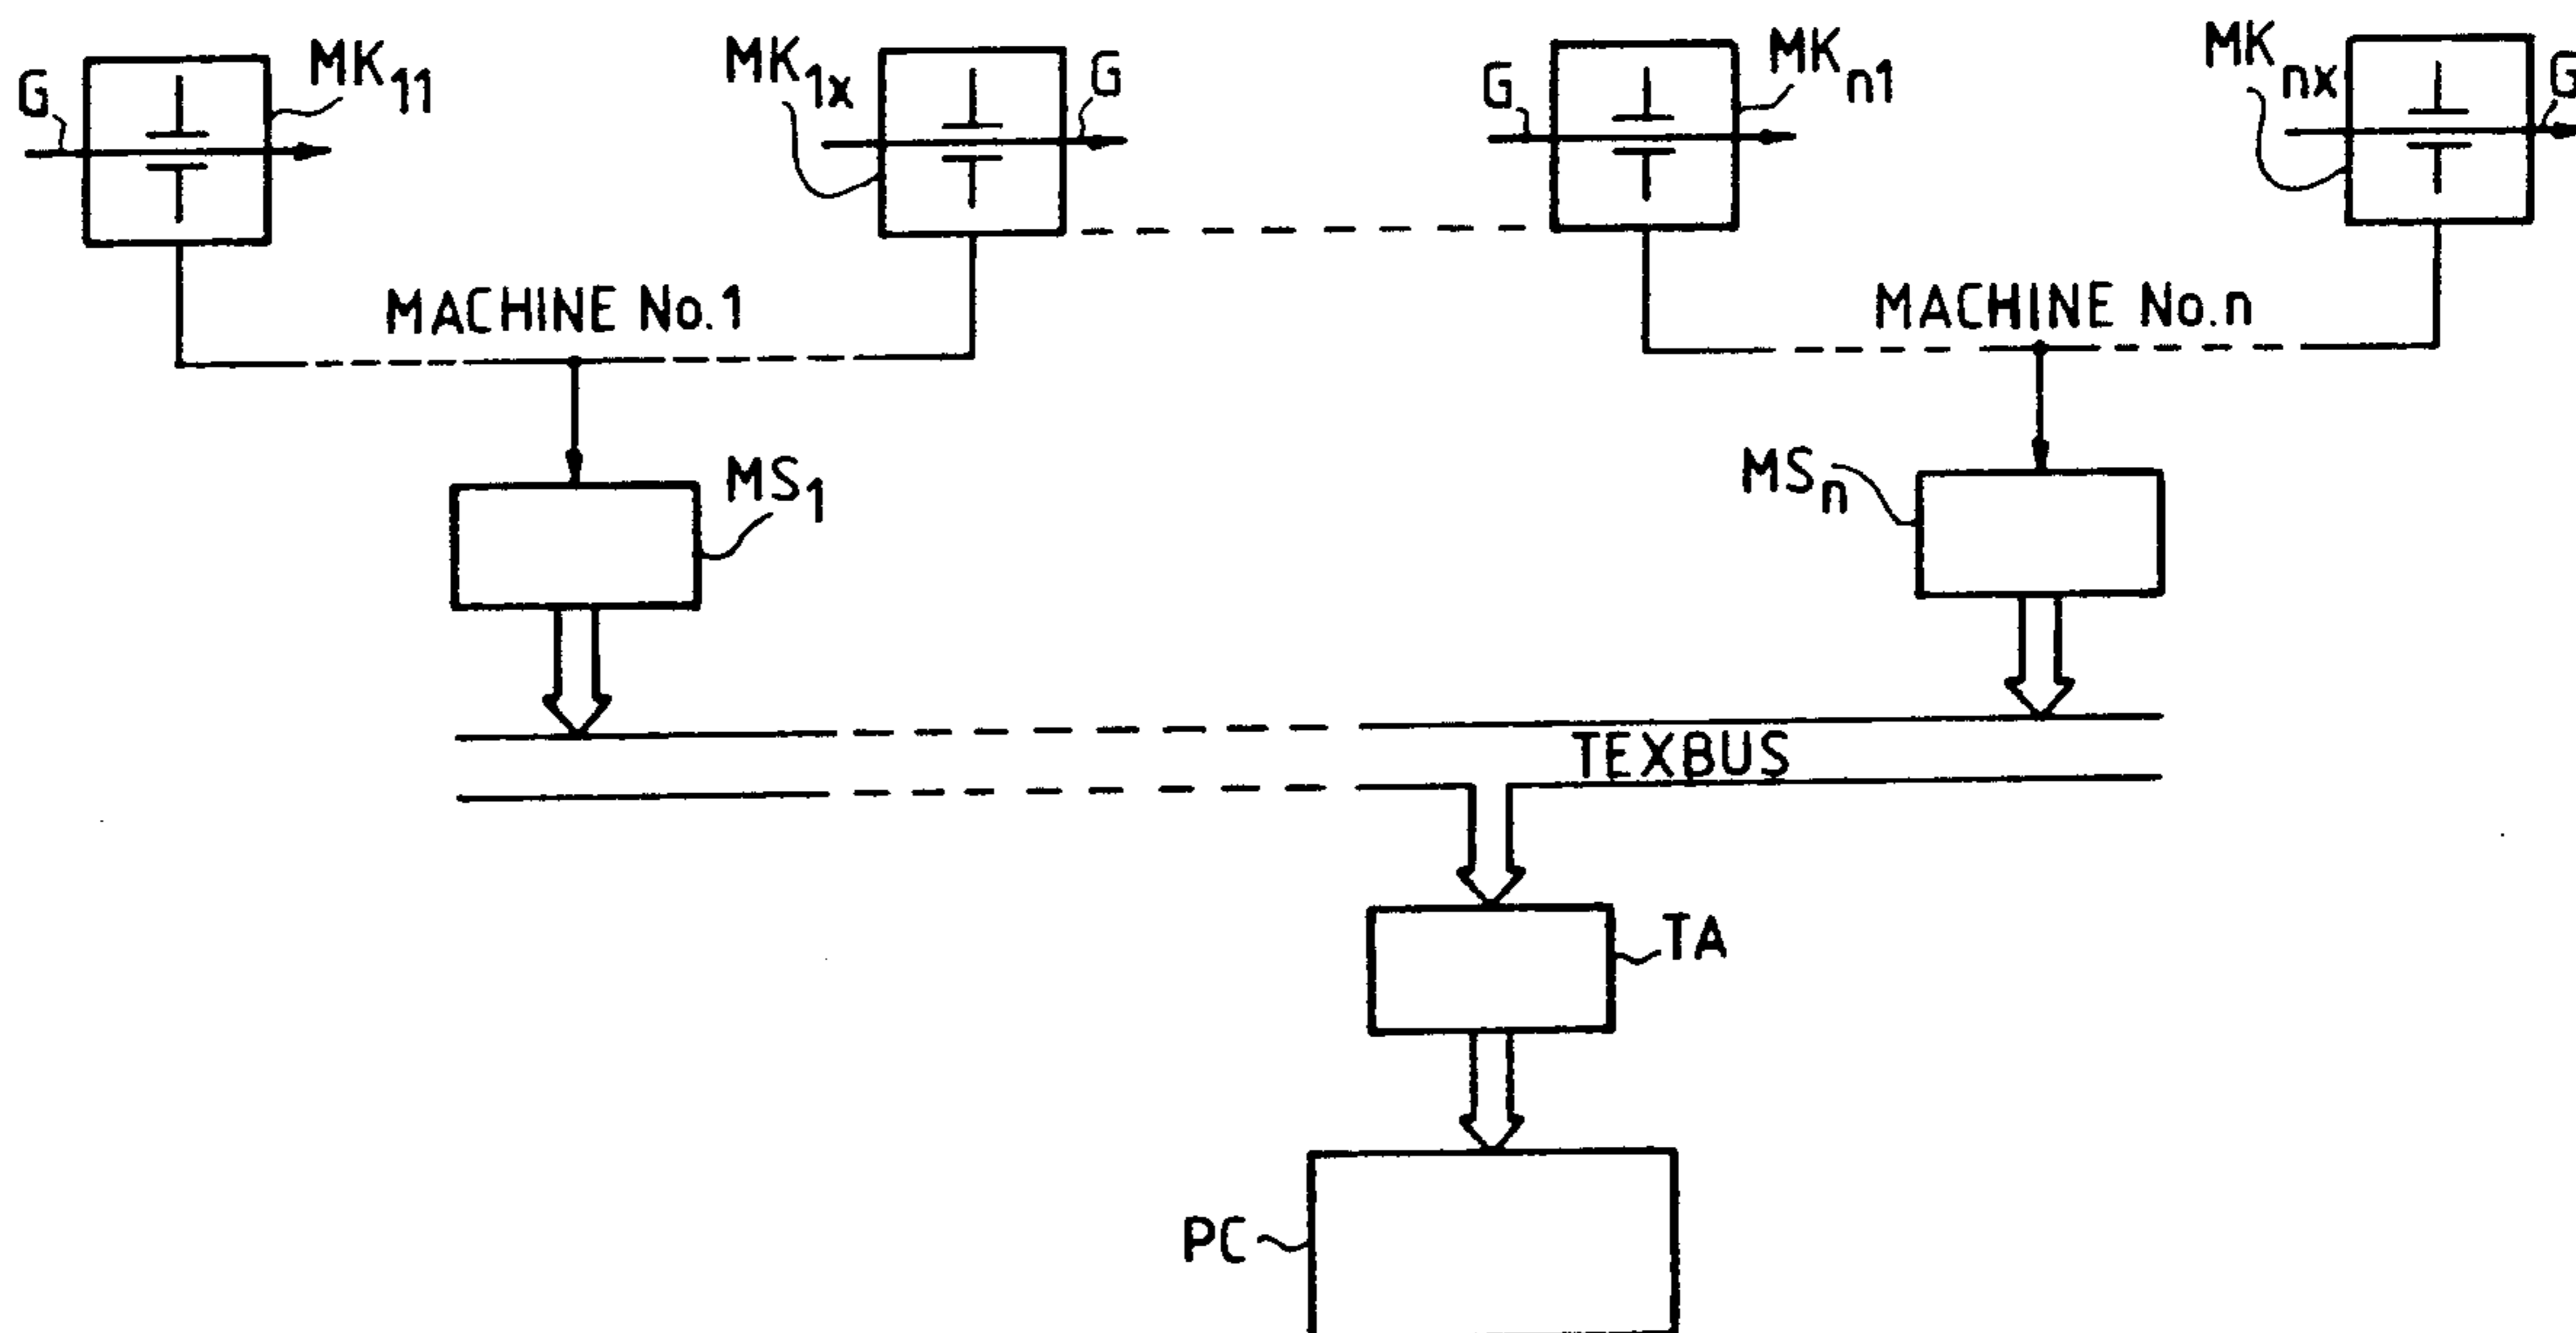 G
MK11
MK1x
G
G
MKn1
MKnx
G
MACHINE No.1
MACHINE No.n
MS1
MSn
TEXBUS
TA
PC